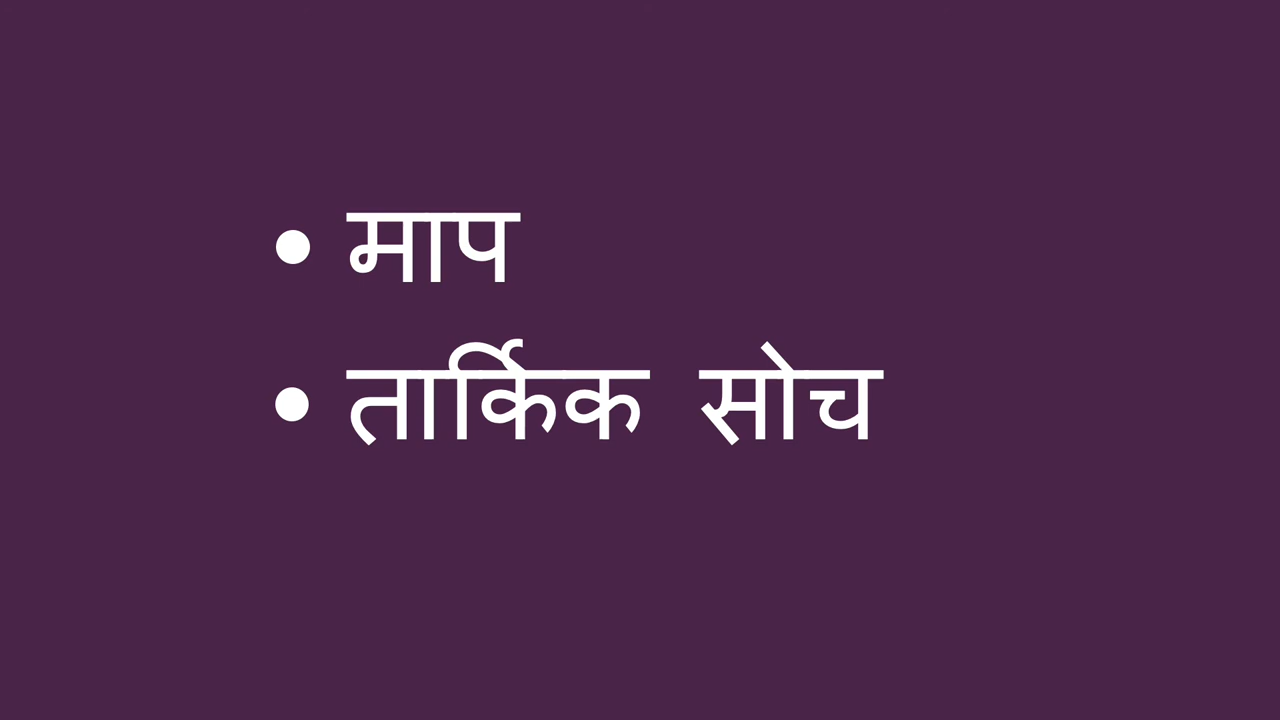 • माप
• तार्किक सोच